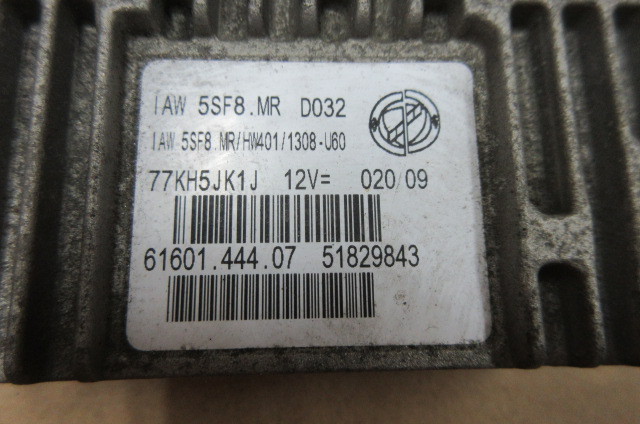 IAW 5SF8.MR D032
IAW 5SF8.MR/HW401/1308-U60
77KH5JK1J 12V= 020/09
61601.444.07 51829843